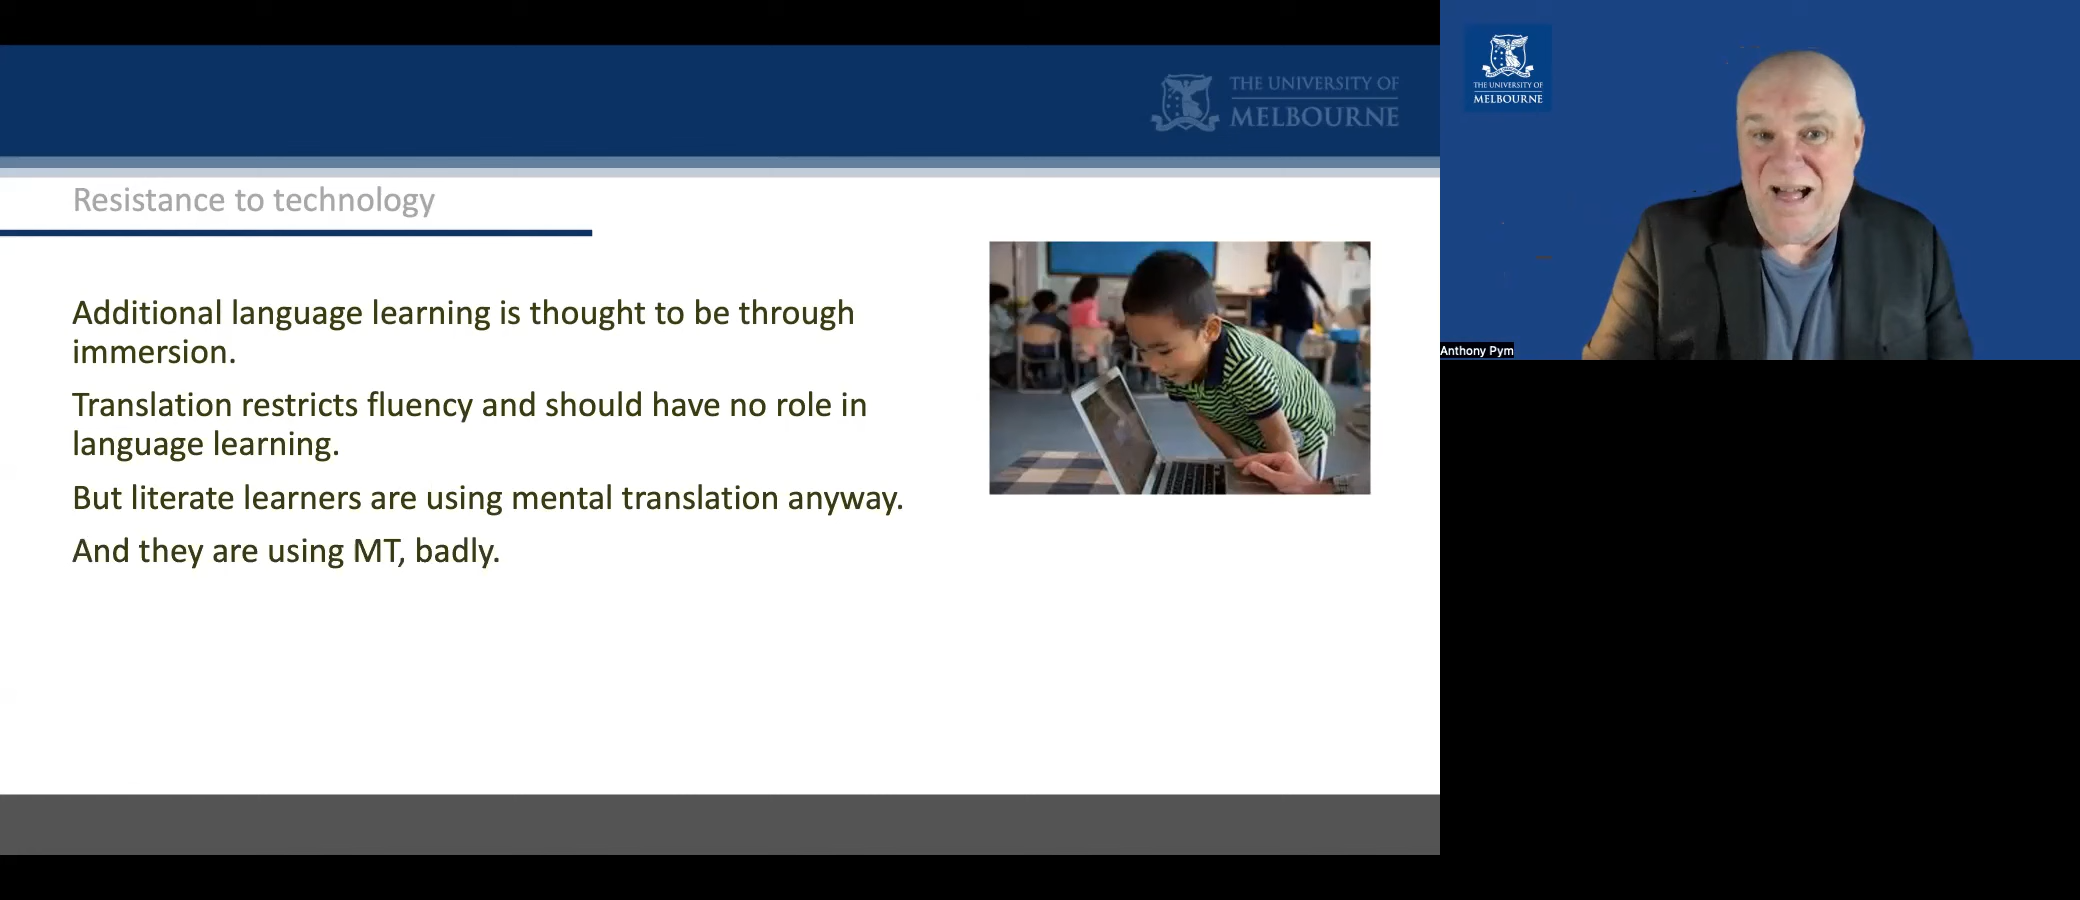 THE UNIVERSITY OF
MELBOURNE
Resistance to technology
Additional language learning is thought to be through
immersion.
Translation restricts fluency and should have no role in
language learning.
But literate learners are using mental translation anyway.
And they are using MT, badly.
THE UNIVERSITY OF
MELBOURNE
Anthony Pym